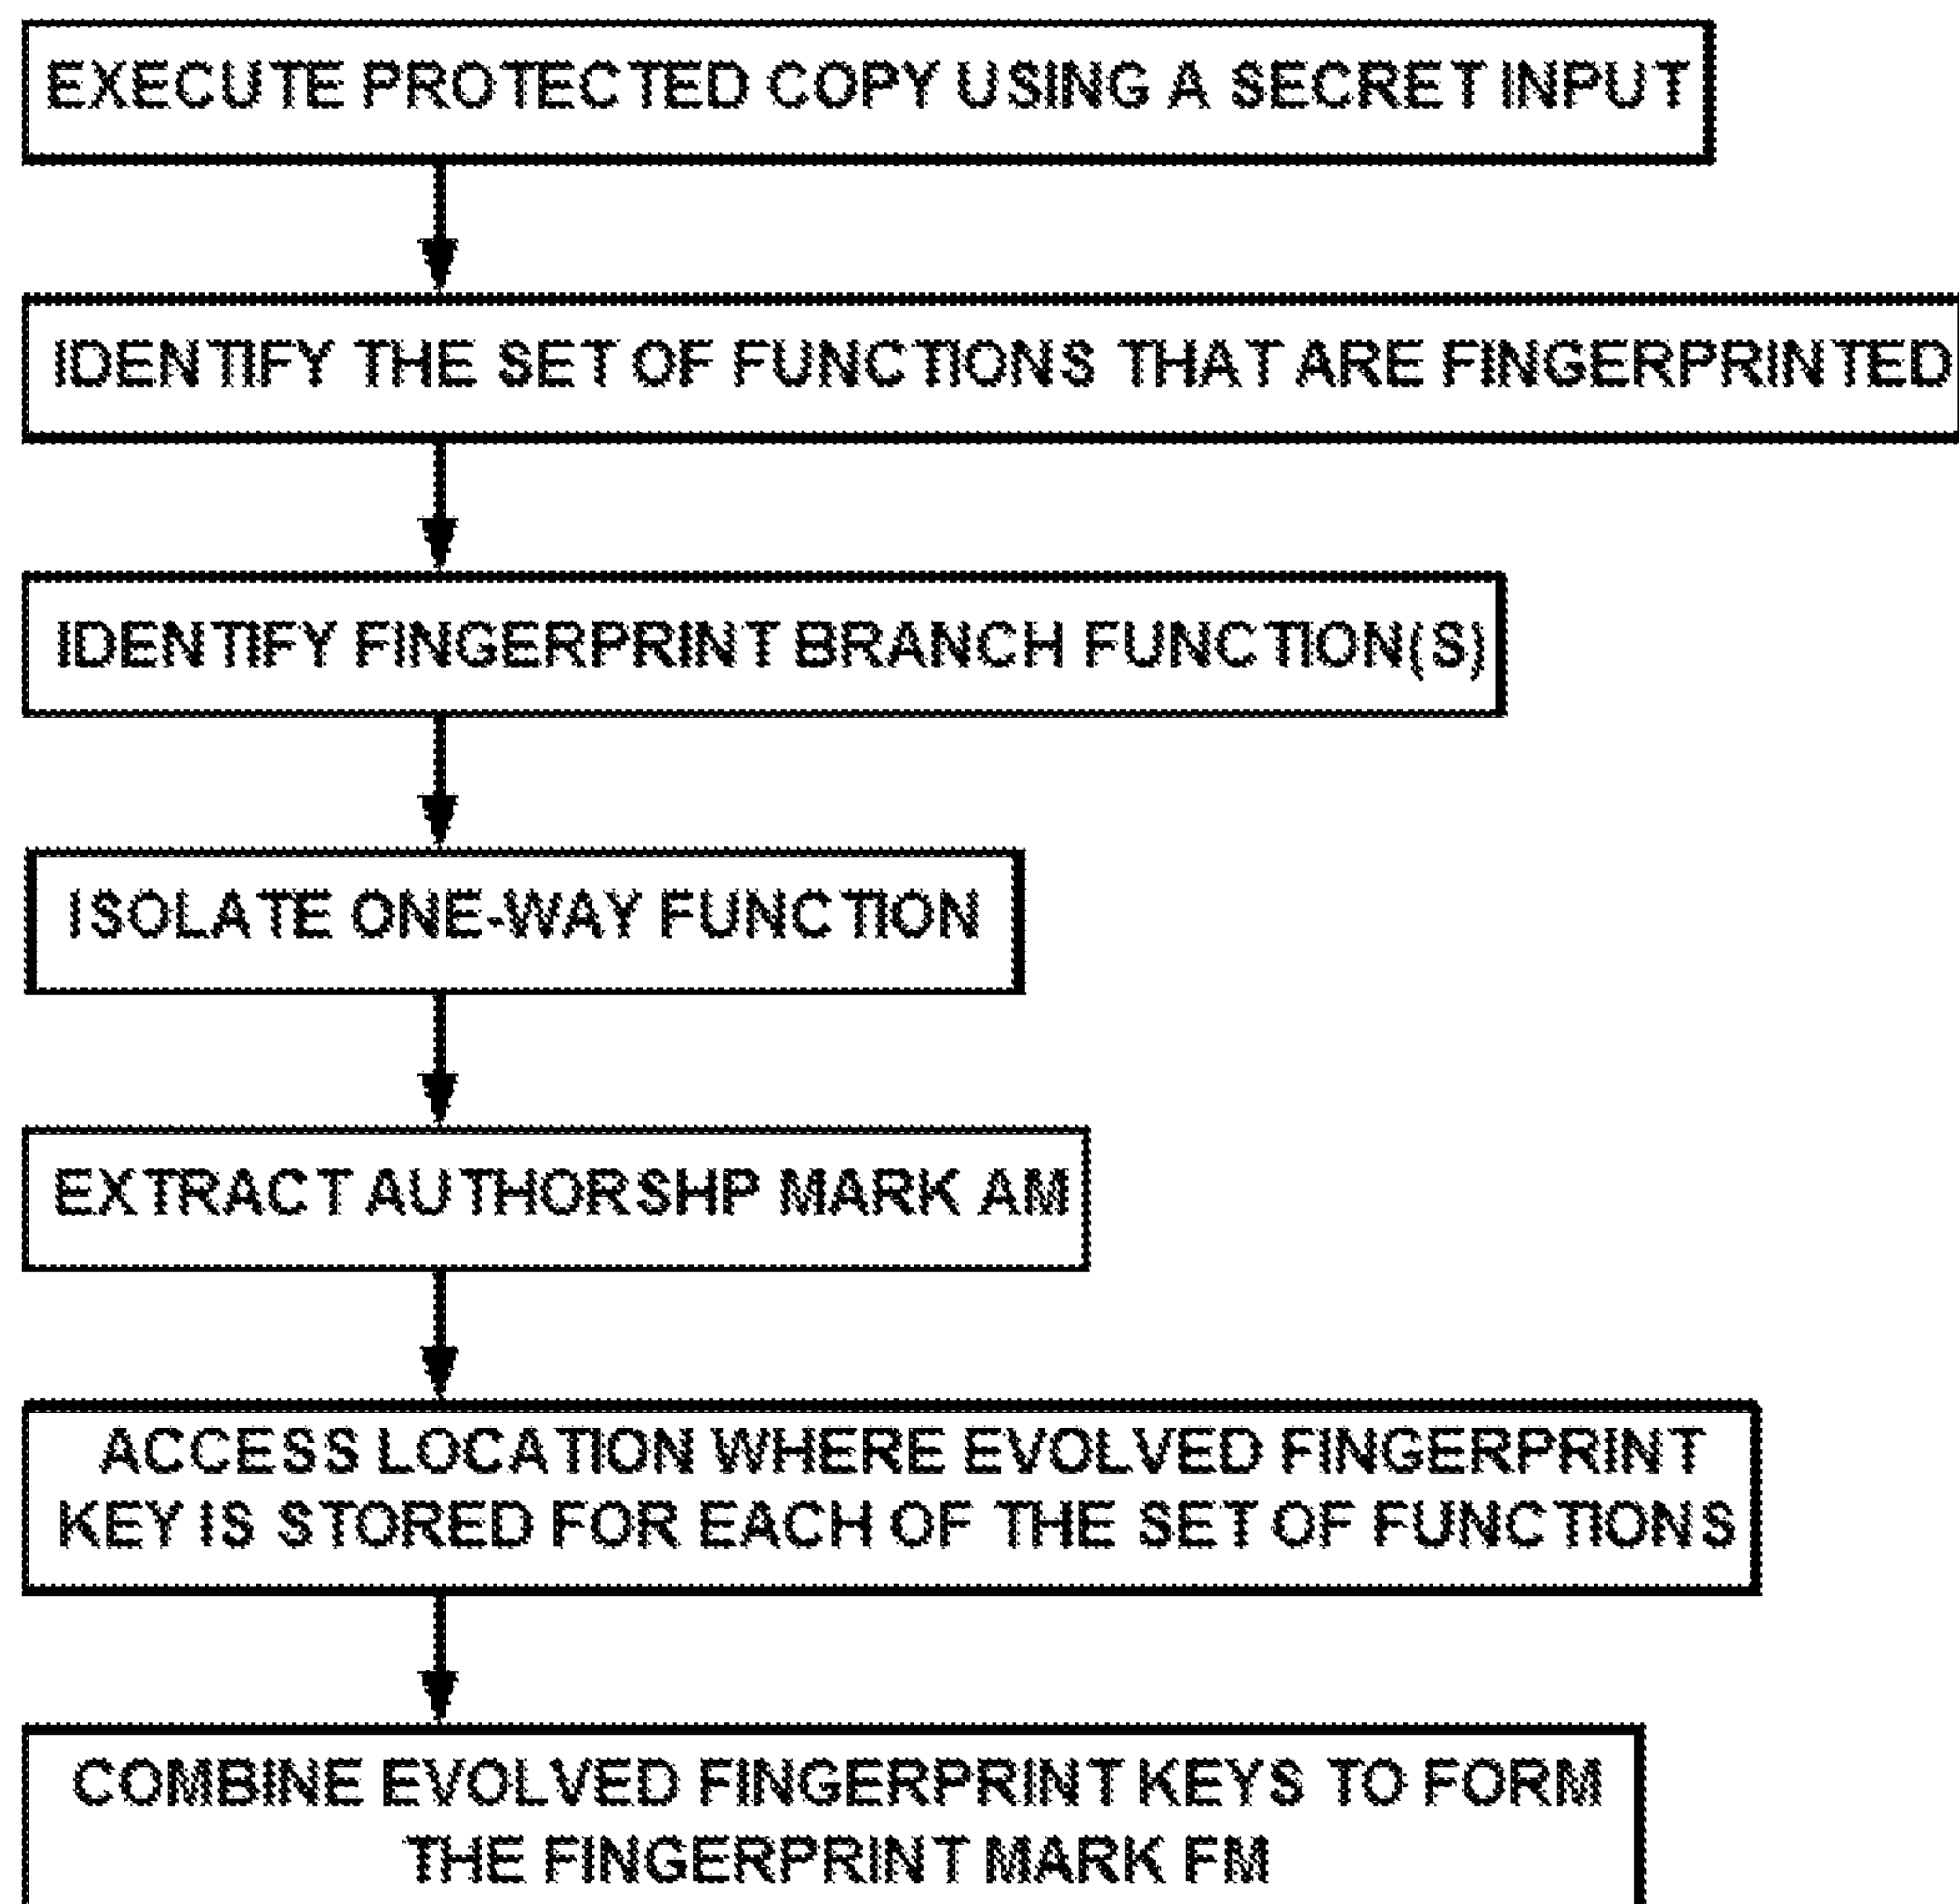 EXECUTE PROTECTED COPY USING A SECRET INPUT
IDENTIFY THE SET OF FUNCTIONS THAT ARE FINGERPRINTED
IDENTIFY FINGERPRINT BRANCH FUNCTION(S)
ISOLATE ONE-WAY FUNCTION
EXTRACT AUTHORSHP MARK AM
ACCESS LOCATION WHERE EVOLVED FINGERPRINT
KEY IS STORED FOR EACH OF THE SET OF FUNCTIONS
COMBINE EVOLVED FINGERPRINT KEYS TO FORM
THE FINGERPRINT MARK FM